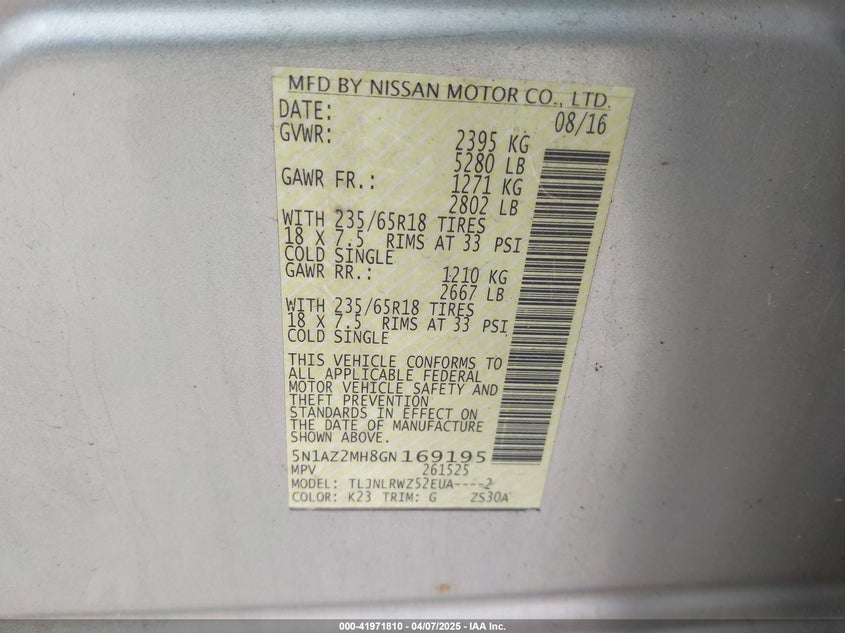 MFD BY NISSAN MOTOR CO., LTD.
DATE: 08/16
GVWR: 2395 KG
5280 LB
GAWR FR.: 1271 KG
2802 LB
WITH 235/65R18 TIRES
18 X 7.5 RIMS AT 33 PSI
COLD SINGLE
GAWR RR.: 1210 KG
2667 LB
WITH 235/65R18 TIRES
18 X 7.5 RIMS AT 33 PSI
COLD SINGLE
THIS VEHICLE CONFORMS TO
ALL APPLICABLE FEDERAL
MOTOR VEHICLE SAFETY AND
THEFT PREVENTION
STANDARDS IN EFFECT ON
THE DATE OF MANUFACTURE
SHOWN ABOVE.
5N1AZ2MH8GN169195
MPV 261525
MODEL: TLJNLRWZ52EUA----2
COLOR: K23 TRIM: G ZS30A
000-41971810 - 04/07/2025 - IAA Inc.